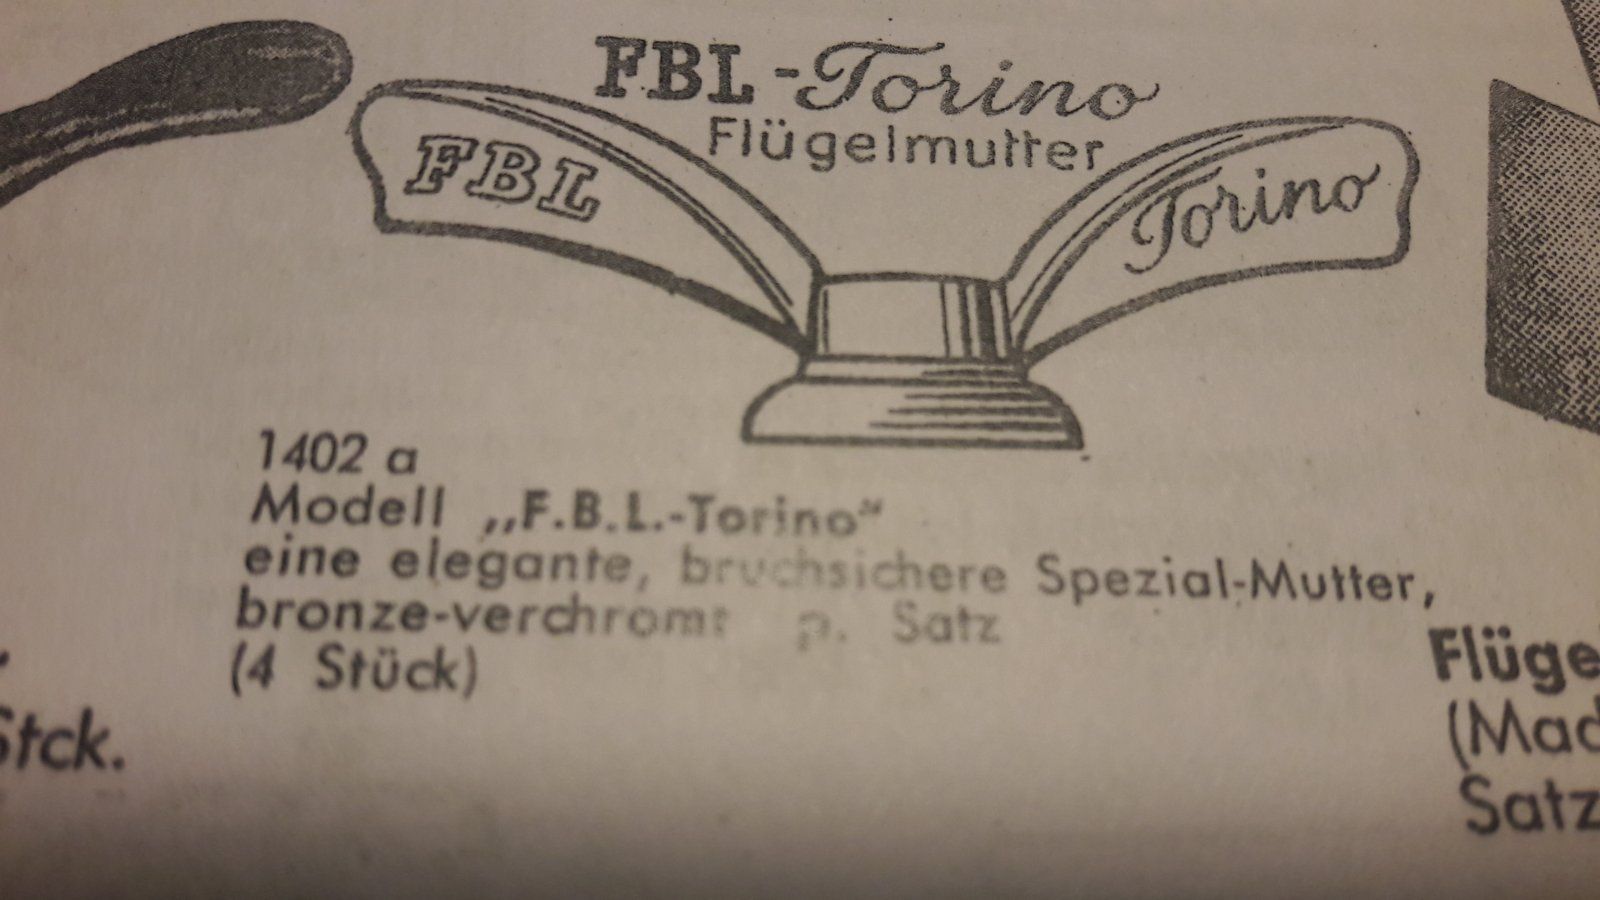 FBL-Torino
Flügelmutter
FBL
Torino
1402 a
Modell „F.B.L.-Torino“
eine elegante, bruchsichere Spezial-Mutter,
bronze-verchromt p. Satz
(4 Stück)
Stck.
Flüge
(Mad
Satz